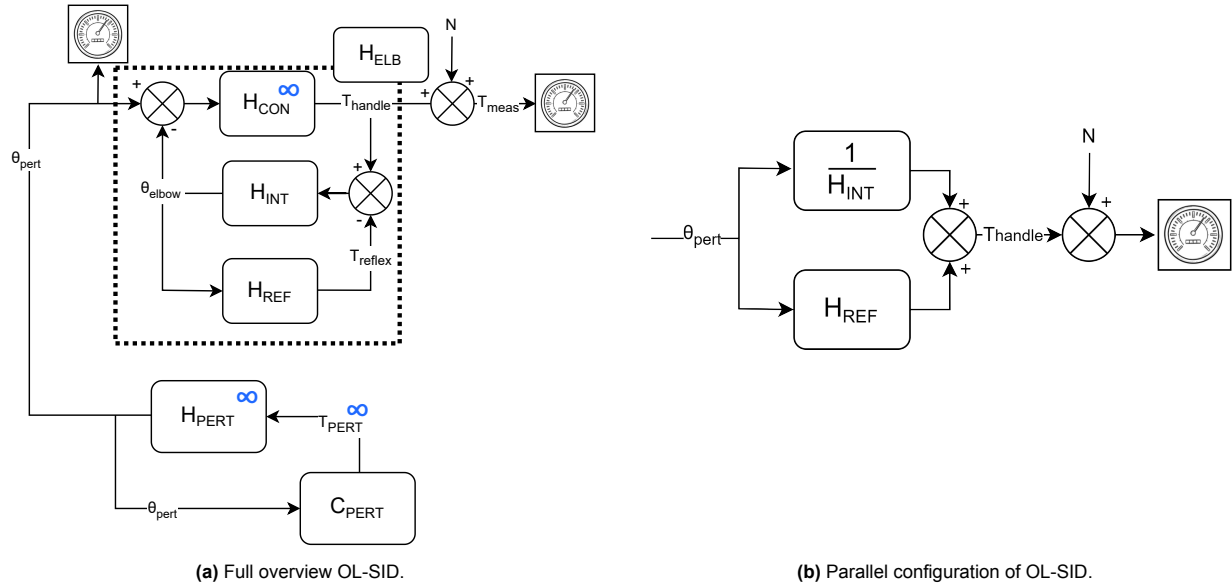 N
H_ELB
+
H_CON ∞
T_handle
+
+
T_meas
-
θ_pert
θ_elbow
H_INT
+
-
T_reflex
H_REF
H_PERT ∞
T_PERT ∞
θ_pert
C_PERT
(a) Full overview OL-SID.
1
H_INT
N
θ_pert
+
+
T_handle
+
H_REF
(b) Parallel configuration of OL-SID.